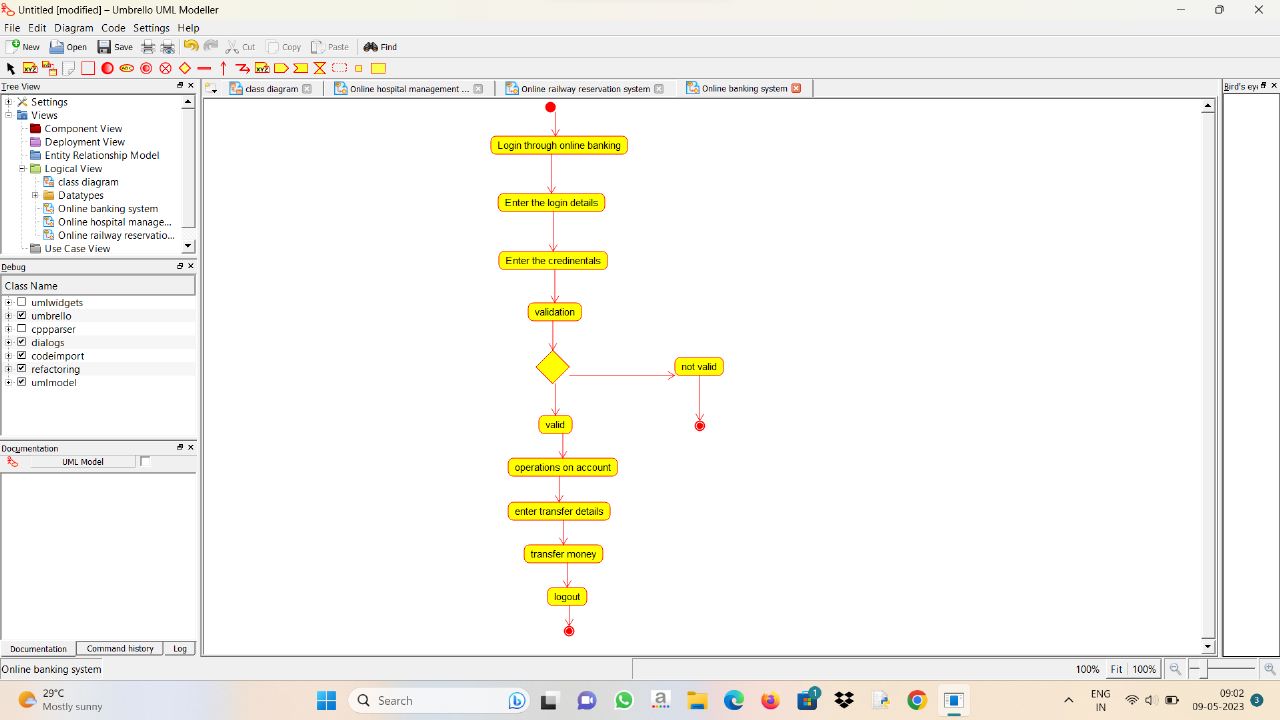 Untitled [modified] – Umbrello UML Modeller
File Edit Diagram Code Settings Help
New Open Save Cut Copy Paste Find
Tree View
Settings
Views
Component View
Deployment View
Entity Relationship Model
Logical View
class diagram
Datatypes
Online banking system
Online hospital manage...
Online railway reservatio...
Use Case View
Debug
Class Name
umlwidgets
umbrello
cppparser
dialogs
codeimport
refactoring
umlmodel
Documentation
UML Model
Documentation Command history Log
class diagram Online hospital management ... Online railway reservation system Online banking system
Bird's eye
Login through online banking
Enter the login details
Enter the credinentals
validation
not valid
valid
operations on account
enter transfer details
transfer money
logout
Online banking system
100% Fit 100%
29°C
Mostly sunny
Search
1
ENG
IN
09:02
09-05-2023
3